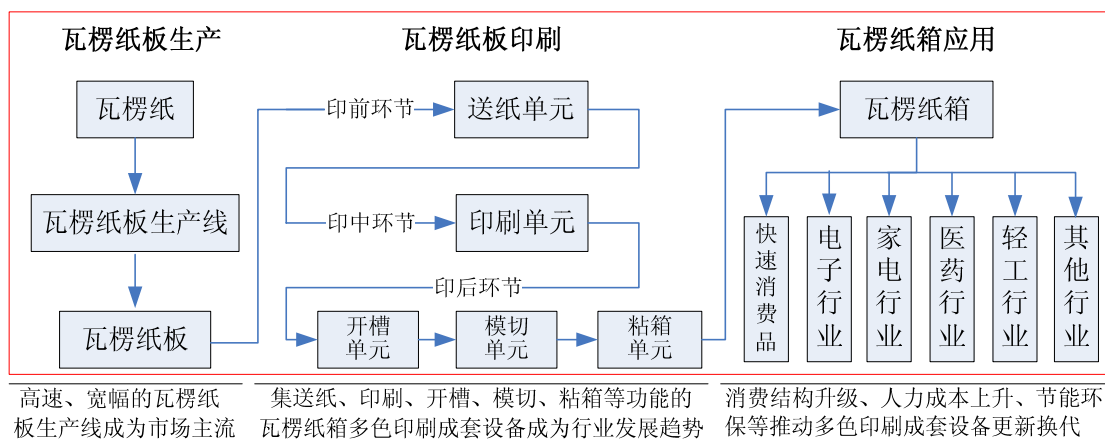 瓦楞纸板生产
瓦楞纸
瓦楞纸板生产线
瓦楞纸板
高速、宽幅的瓦楞纸
板生产线成为市场主流
瓦楞纸板印刷
印前环节
送纸单元
印中环节
印刷单元
印后环节
开槽
单元
模切
单元
粘箱
单元
集送纸、印刷、开槽、模切、粘箱等功能的
瓦楞纸箱多色印刷成套设备成为行业发展趋势
瓦楞纸箱应用
瓦楞纸箱
快速消费品
电子行业
家电行业
医药行业
轻工行业
其他行业
消费结构升级、人力成本上升、节能环
保等推动多色印刷成套设备更新换代